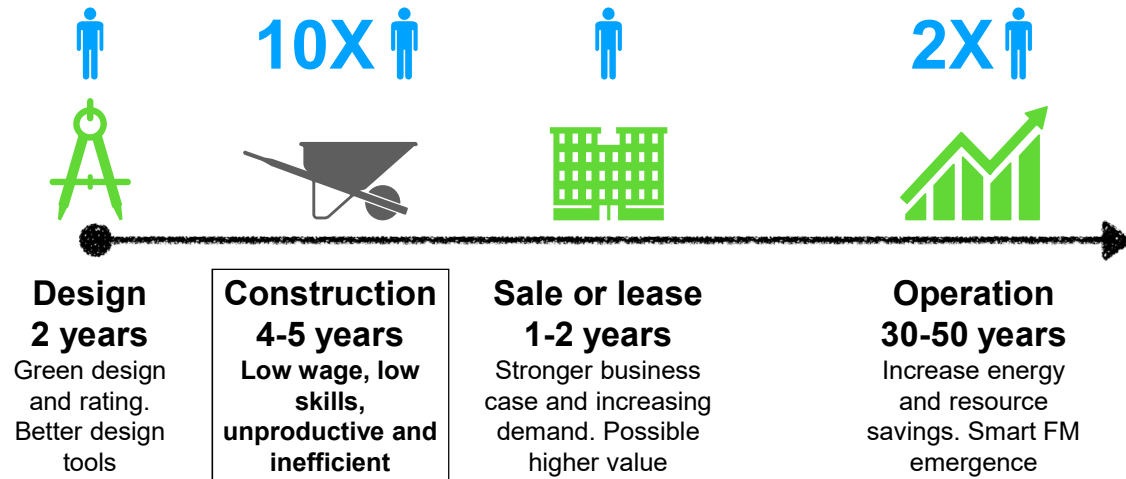 10X
2X
Design
2 years
Green design
and rating.
Better design
tools
Construction
4-5 years
Low wage, low
skills,
unproductive and
inefficient
Sale or lease
1-2 years
Stronger business
case and increasing
demand. Possible
higher value
Operation
30-50 years
Increase energy
and resource
savings. Smart FM
emergence